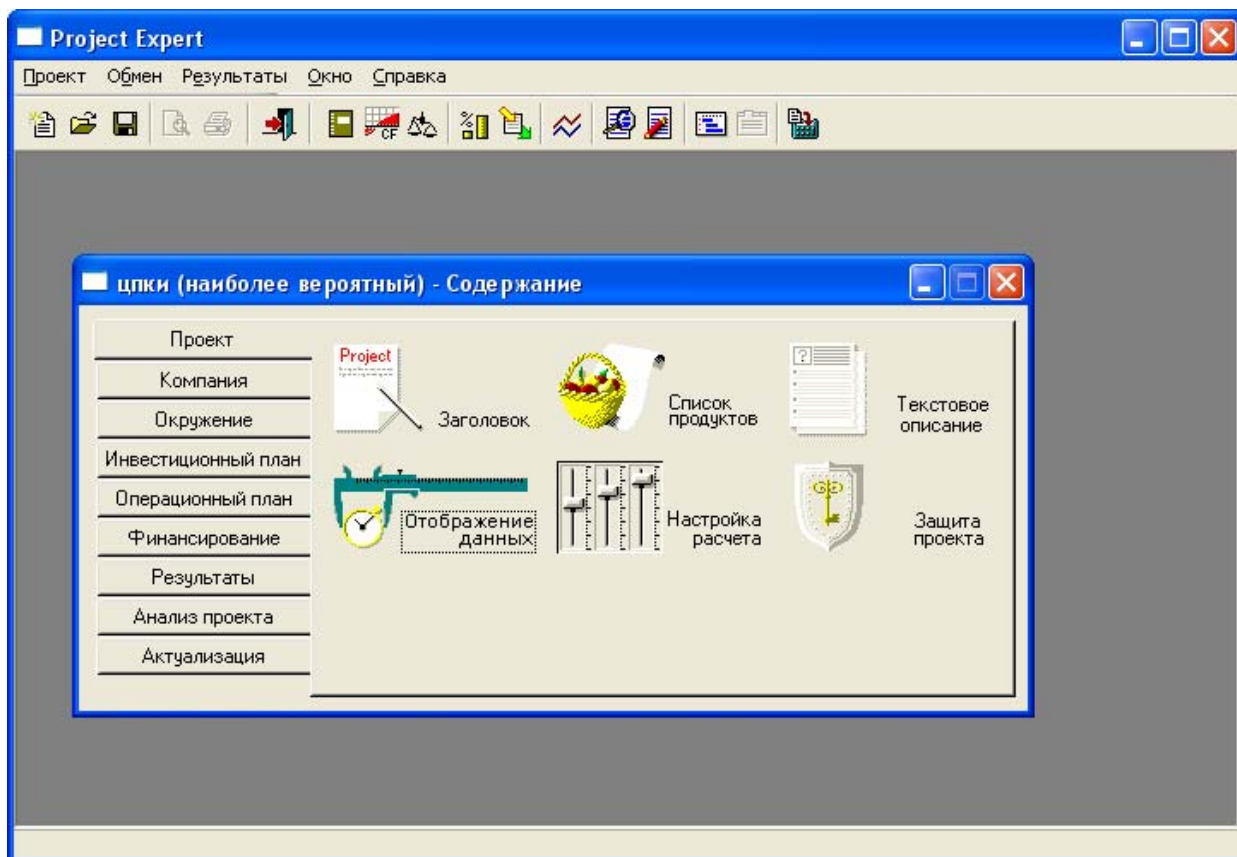 Project Expert
Проект Обмен Результаты Окно Справка
CF
цпки (наиболее вероятный) - Содержание
Проект
Компания
Окружение
Инвестиционный план
Операционный план
Финансирование
Результаты
Анализ проекта
Актуализация
Project
Заголовок
Список
продуктов
?
Текстовое
описание
Отображение
данных
Настройка
расчета
Защита
проекта